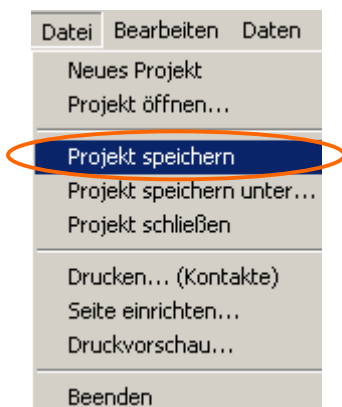 Datei Bearbeiten Daten
Neues Projekt
Projekt öffnen...
Projekt speichern
Projekt speichern unter...
Projekt schließen
Drucken... (Kontakte)
Seite einrichten...
Druckvorschau...
Beenden